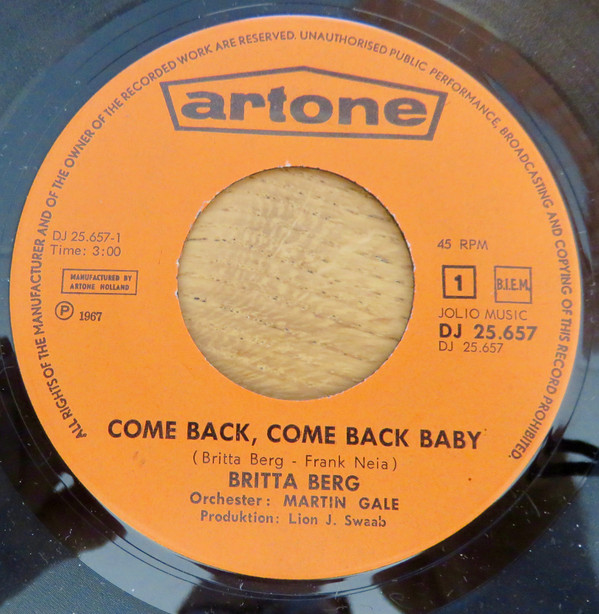 ALL RIGHTS OF THE MANUFACTURER AND OF THE OWNER OF THE RECORDED WORK ARE RESERVED. UNAUTHORISED PUBLIC PERFORMANCE, BROADCASTING AND COPYING OF THIS RECORD PROHIBITED.
artone
DJ 25.657-1
Time: 3:00
MANUFACTURED BY
ARTONE HOLLAND
Ⓟ 1967
45 RPM
1 B.I.E.M.
JOLIO MUSIC
DJ 25.657
DJ 25.657
COME BACK, COME BACK BABY
(Britta Berg - Frank Neia)
BRITTA BERG
Orchester: MARTIN GALE
Produktion: Lion J. Swaab